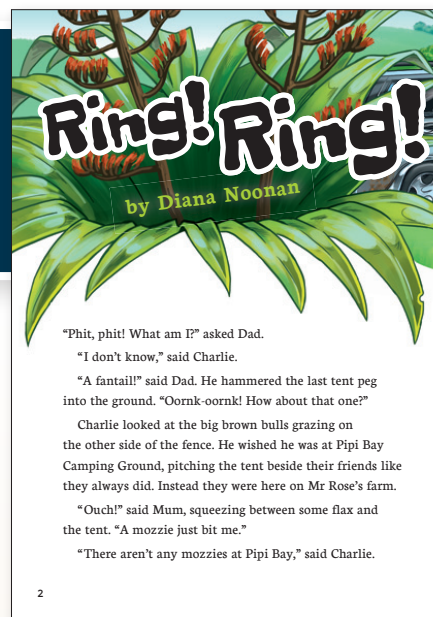 Ring! Ring!
by Diana Noonan
“Phit, phit! What am I?” asked Dad.
“I don’t know,” said Charlie.
“A fantail!” said Dad. He hammered the last tent peg
into the ground. “Oornk-oornk! How about that one?”
Charlie looked at the big brown bulls grazing on
the other side of the fence. He wished he was at Pipi Bay
Camping Ground, pitching the tent beside their friends like
they always did. Instead they were here on Mr Rose’s farm.
“Ouch!” said Mum, squeezing between some flax and
the tent. “A mozzie just bit me.”
“There aren’t any mozzies at Pipi Bay,” said Charlie.
2